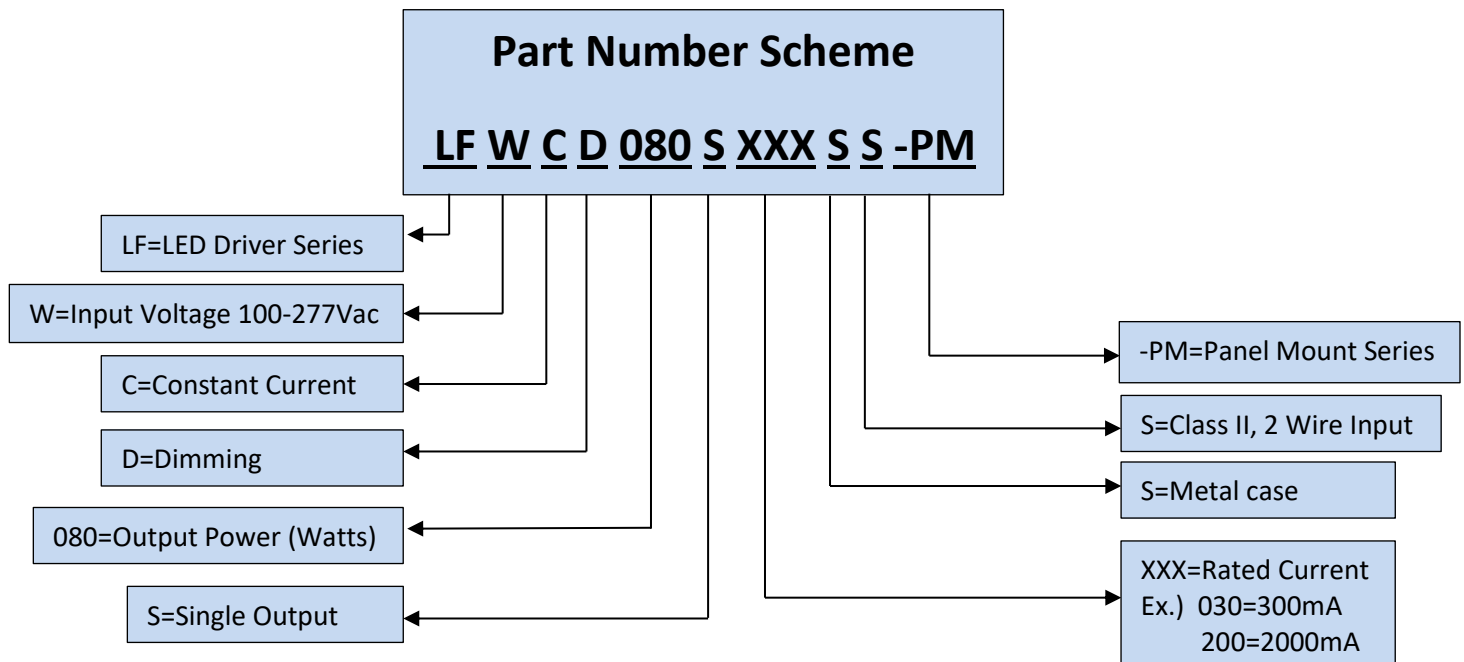 Part Number Scheme
LF W C D 080 S XXX S S -PM
LF=LED Driver Series
W=Input Voltage 100-277Vac
C=Constant Current
D=Dimming
080=Output Power (Watts)
S=Single Output
-PM=Panel Mount Series
S=Class II, 2 Wire Input
S=Metal case
XXX=Rated Current
Ex.) 030=300mA
200=2000mA